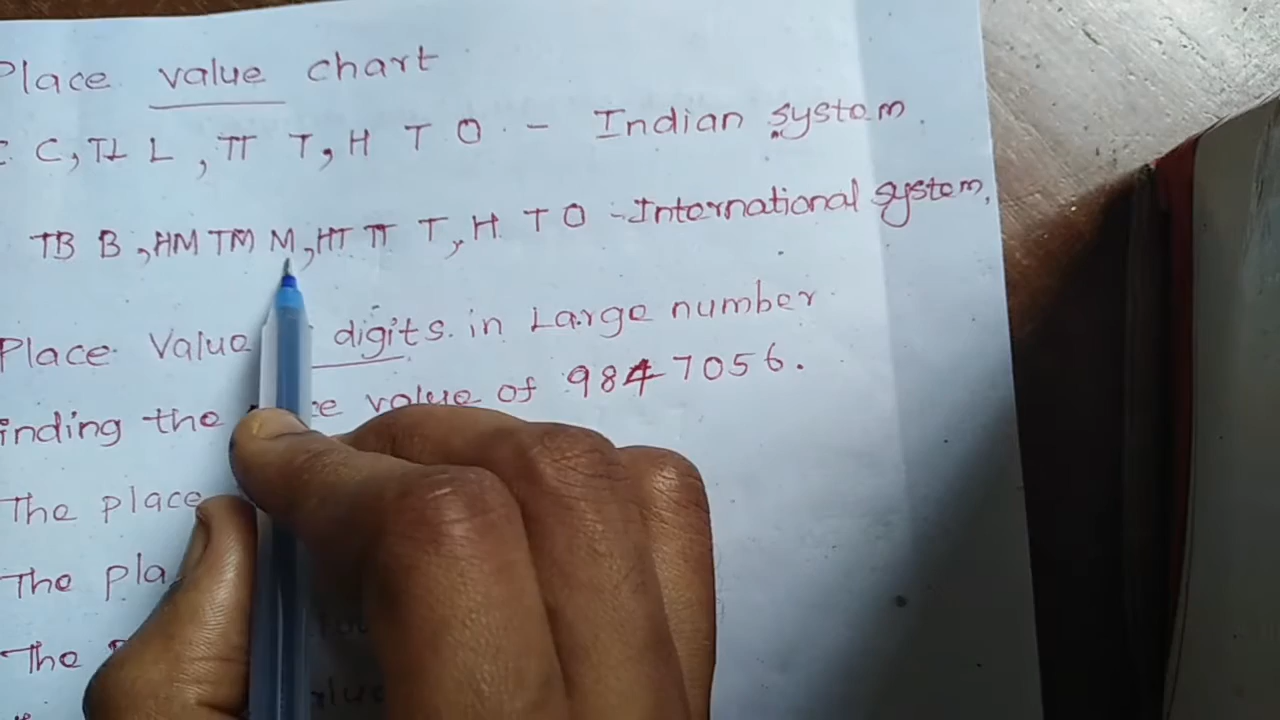 Place value chart
C, TL L, TT T, H T O - Indian system.
TB B, HM TM M, HT TT T, H T O - International system.
Place Value digits. in Large number
inding the value of 9847056.
The place
The pla
The